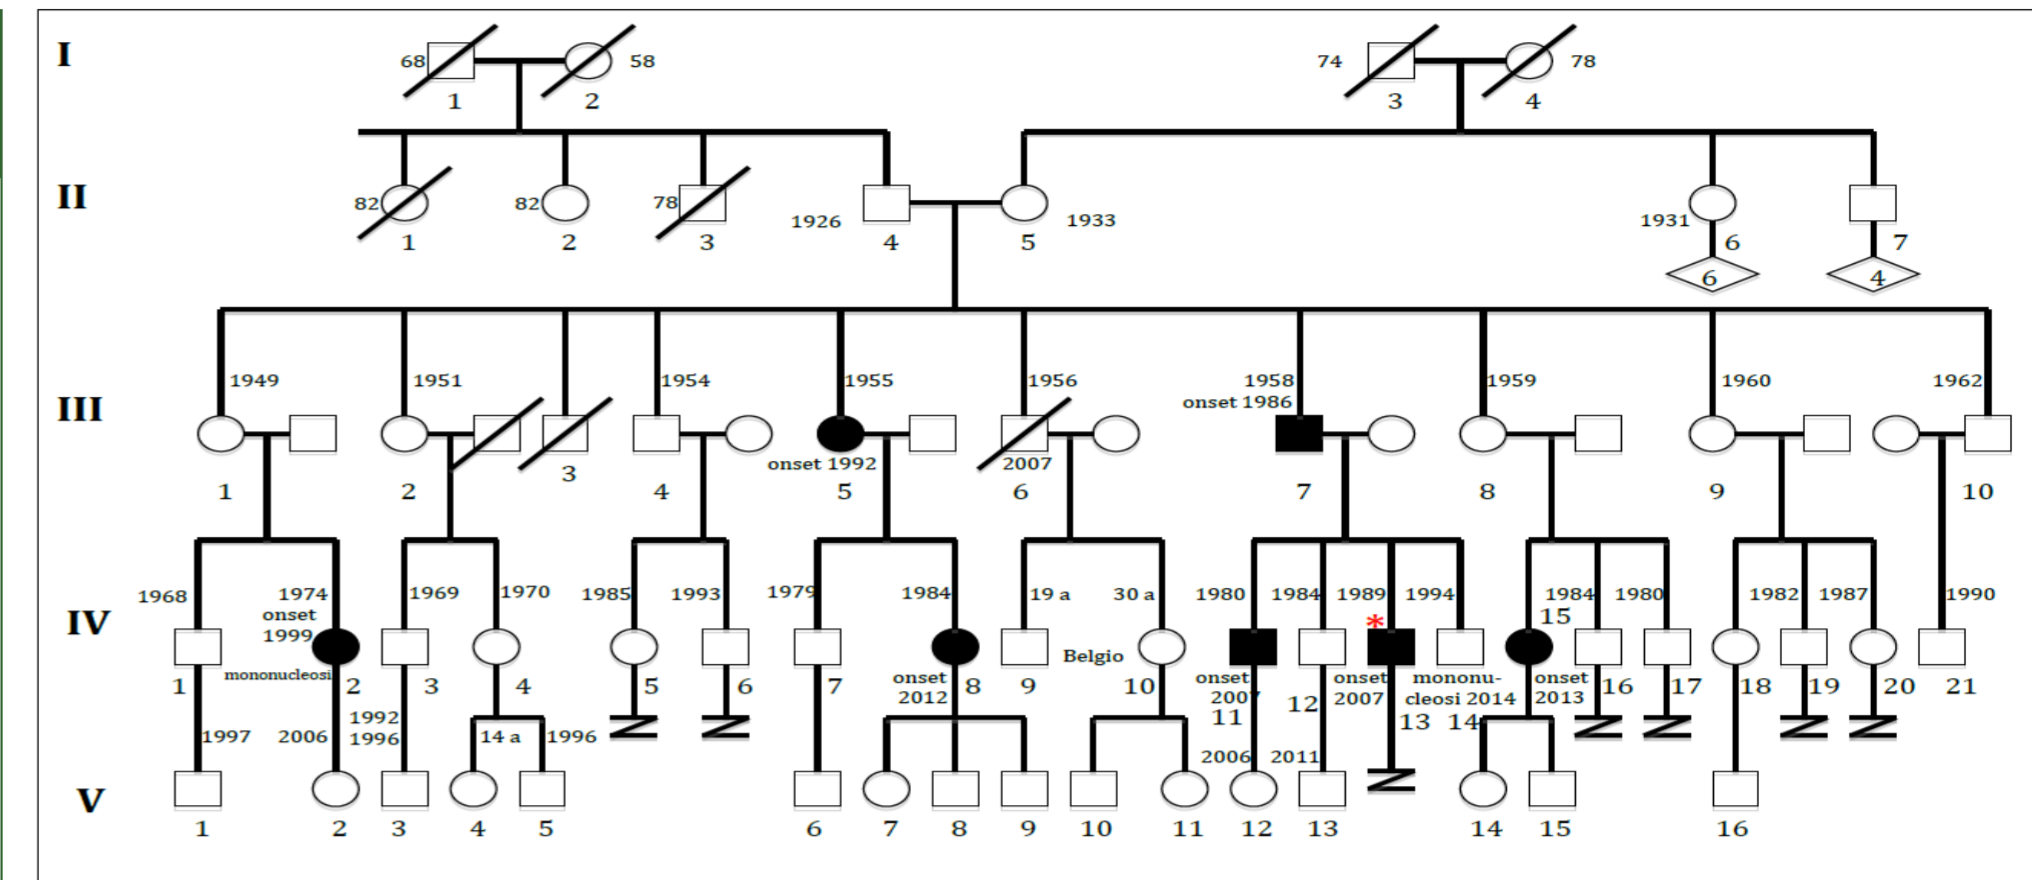 I
68 58 74 78
1 2 3 4
II
82 82 78 1926 1933 1931
1 2 3 4 5 6 7
6 4
1949 1951 1954 1955 1956 1958 1959 1960 1962
onset 1986
III
onset 1992 2007
1 2 3 4 5 6 7 8 9 10
1968 1974 1969 1970 1985 1993 1979 1984 19 a 30 a 1980 1984 1989 1994 1984 1980 1982 1987 1990
onset
1999
15
IV
*
Belgio
mononucleosi
onset
2012
onset
2007
onset
2007
mononu-
cleosi 2014
onset
2013
1 2 3 4 5 6 7 8 9 10 11 12 13 14 16 17 18 19 20 21
1997 2006 1992
1996 14 a 1996 2006 2011
V
1 2 3 4 5 6 7 8 9 10 11 12 13 14 15 16